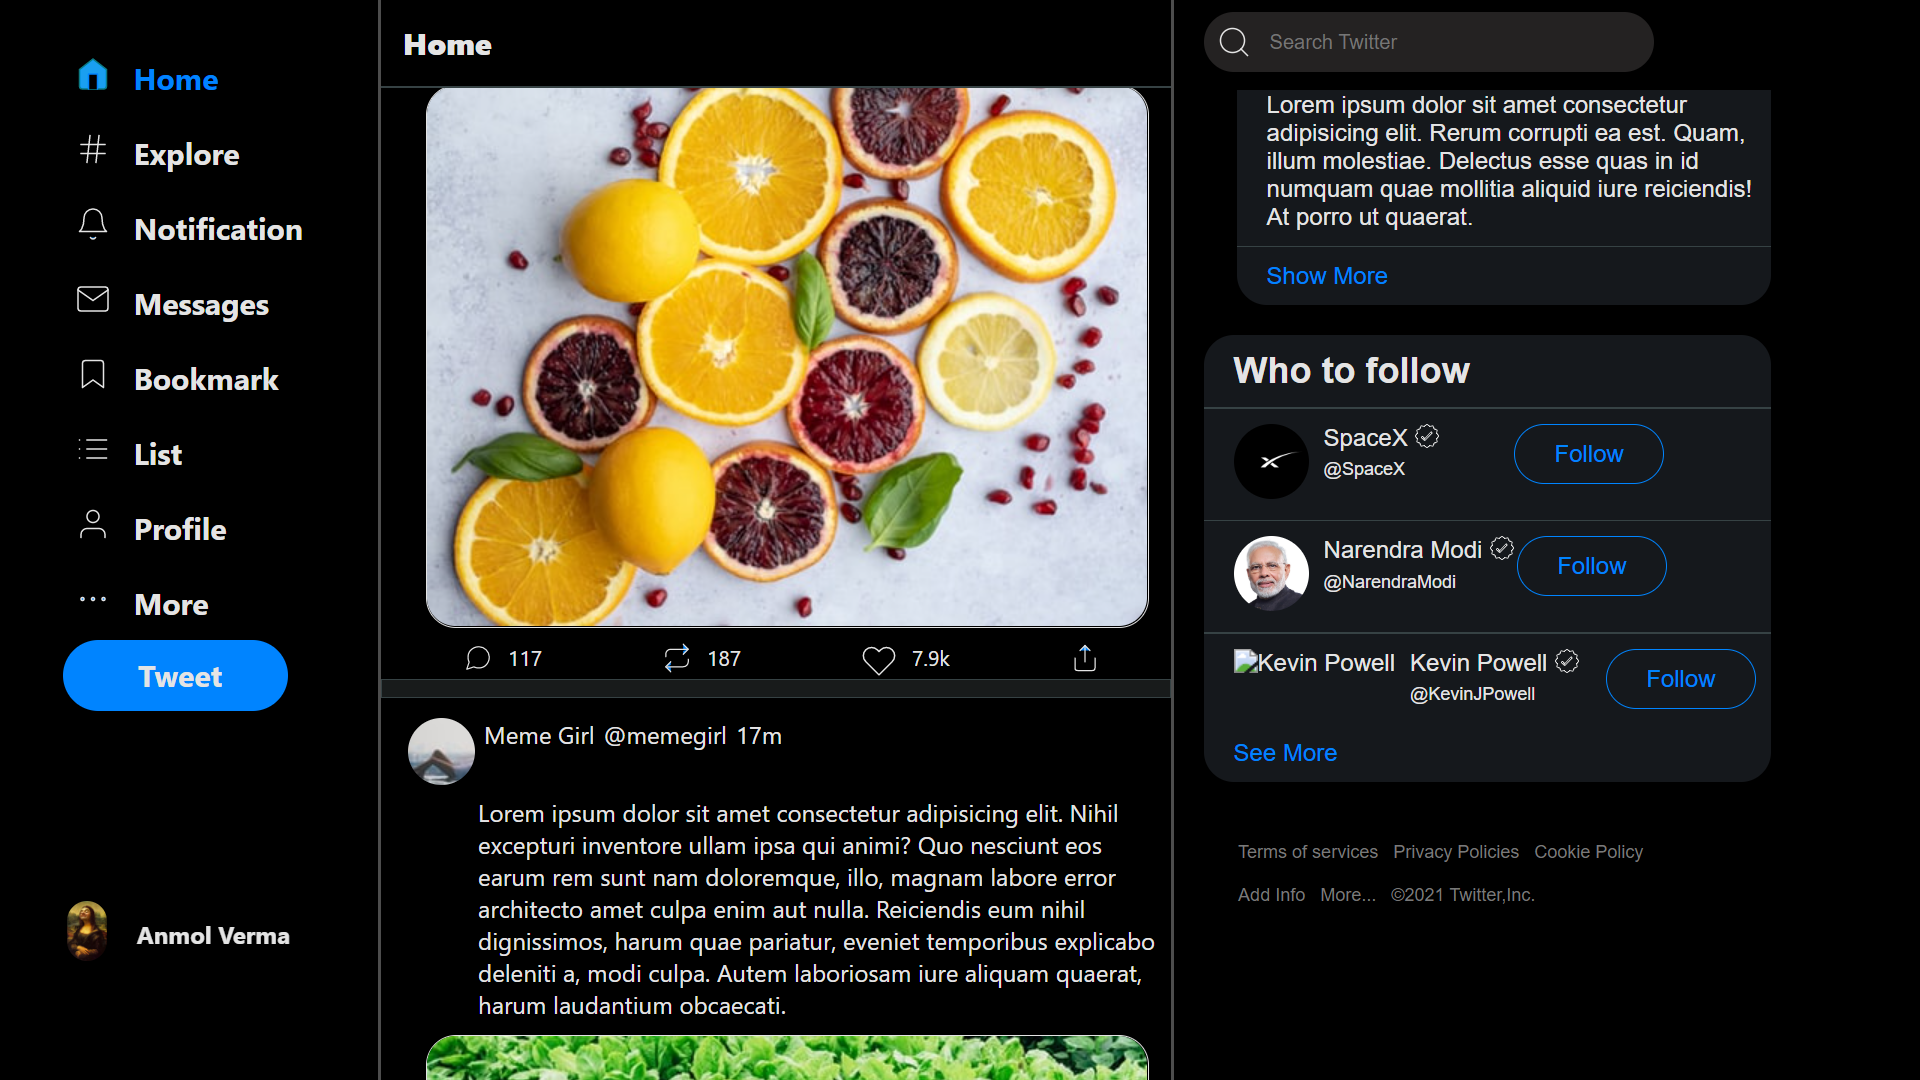 Home
Explore
Notification
Messages
Bookmark
List
Profile
More
Tweet
Anmol Verma
Home
117 187 7.9k
Meme Girl @memegirl 17m
Lorem ipsum dolor sit amet consectetur adipisicing elit. Nihil
excepturi inventore ullam ipsa qui animi? Quo nesciunt eos
earum rem sunt nam doloremque, illo, magnam labore error
architecto amet culpa enim aut nulla. Reiciendis eum nihil
dignissimos, harum quae pariatur, eveniet temporibus explicabo
deleniti a, modi culpa. Autem laboriosam iure aliquam quaerat,
harum laudantium obcaecati.
Search Twitter
Lorem ipsum dolor sit amet consectetur
adipisicing elit. Rerum corrupti ea est. Quam,
illum molestiae. Delectus esse quas in id
numquam quae mollitia aliquid iure reiciendis!
At porro ut quaerat.
Show More
Who to follow
SpaceX
@SpaceX
Follow
Narendra Modi
@NarendraModi
Follow
Kevin Powell Kevin Powell
@KevinJPowell
Follow
See More
Terms of services Privacy Policies Cookie Policy
Add Info More... ©2021 Twitter,Inc.